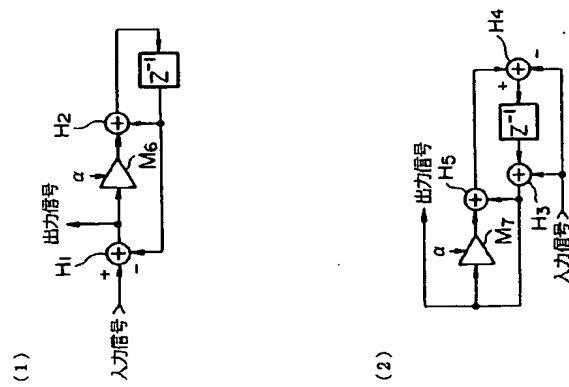 (1)
入力信号
+
-
H1
出力信号
α
M6
H2
Z⁻¹
(2)
出力信号
α
M7
H5
H3
入力信号
Z⁻¹
+
-
H4